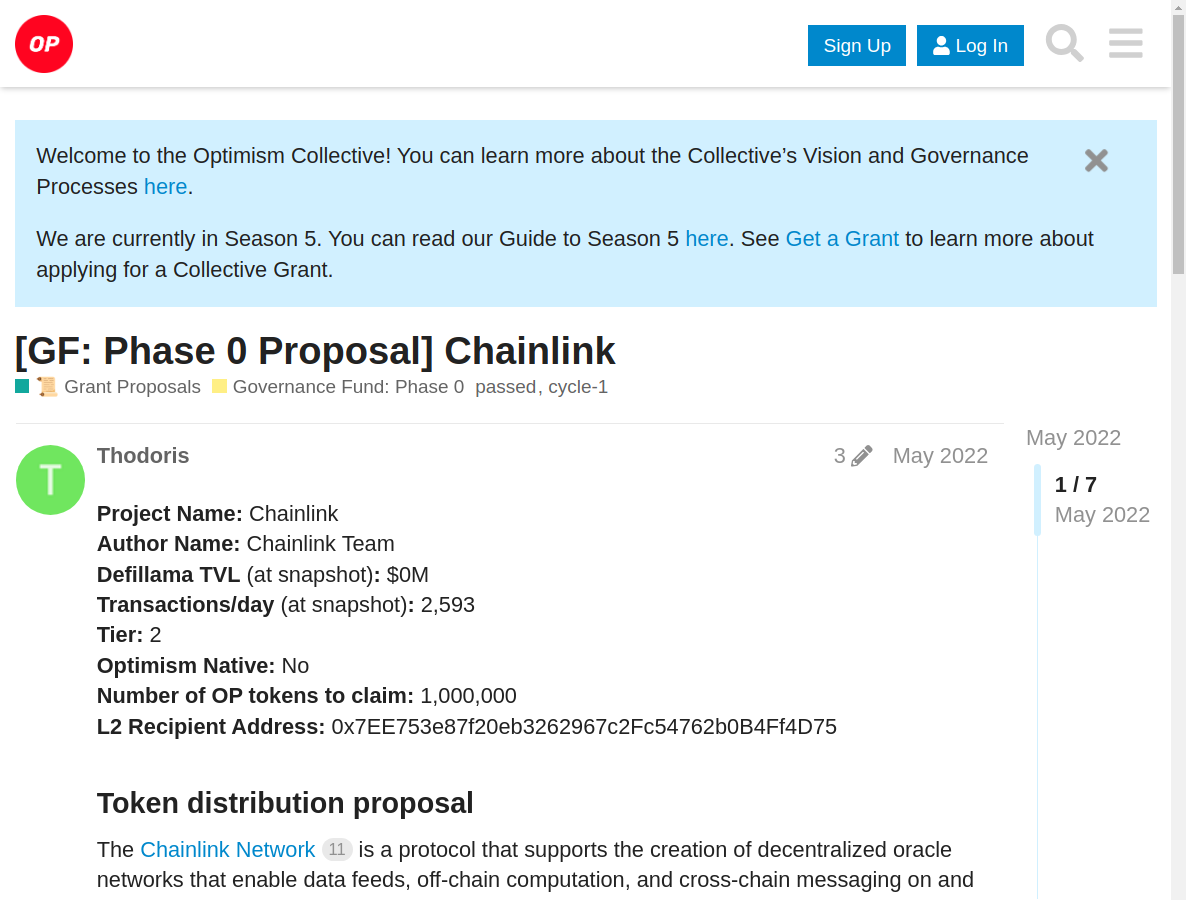 OP
Sign Up
Log In
Welcome to the Optimism Collective! You can learn more about the Collective’s Vision and Governance
Processes here.
We are currently in Season 5. You can read our Guide to Season 5 here. See Get a Grant to learn more about
applying for a Collective Grant.
[GF: Phase 0 Proposal] Chainlink
📜 Grant Proposals Governance Fund: Phase 0 passed, cycle-1
May 2022
T
Thodoris 3 May 2022
1 / 7
May 2022
Project Name: Chainlink
Author Name: Chainlink Team
Defillama TVL (at snapshot): $0M
Transactions/day (at snapshot): 2,593
Tier: 2
Optimism Native: No
Number of OP tokens to claim: 1,000,000
L2 Recipient Address: 0x7EE753e87f20eb3262967c2Fc54762b0B4Ff4D75
Token distribution proposal
The Chainlink Network 11 is a protocol that supports the creation of decentralized oracle
networks that enable data feeds, off-chain computation, and cross-chain messaging on and